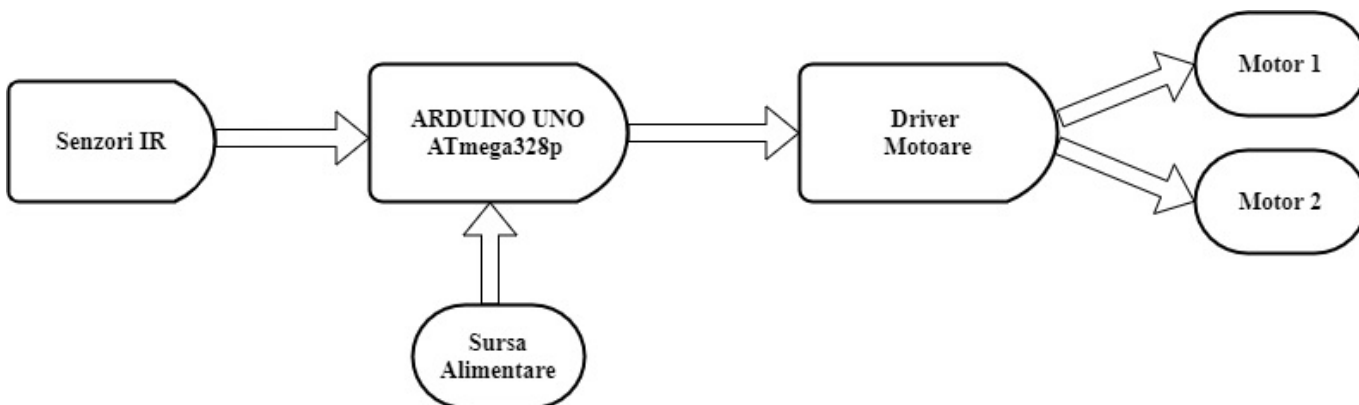 Senzori IR
ARDUINO UNO
ATmega328p
Driver
Motoare
Motor 1
Motor 2
Sursa
Alimentare